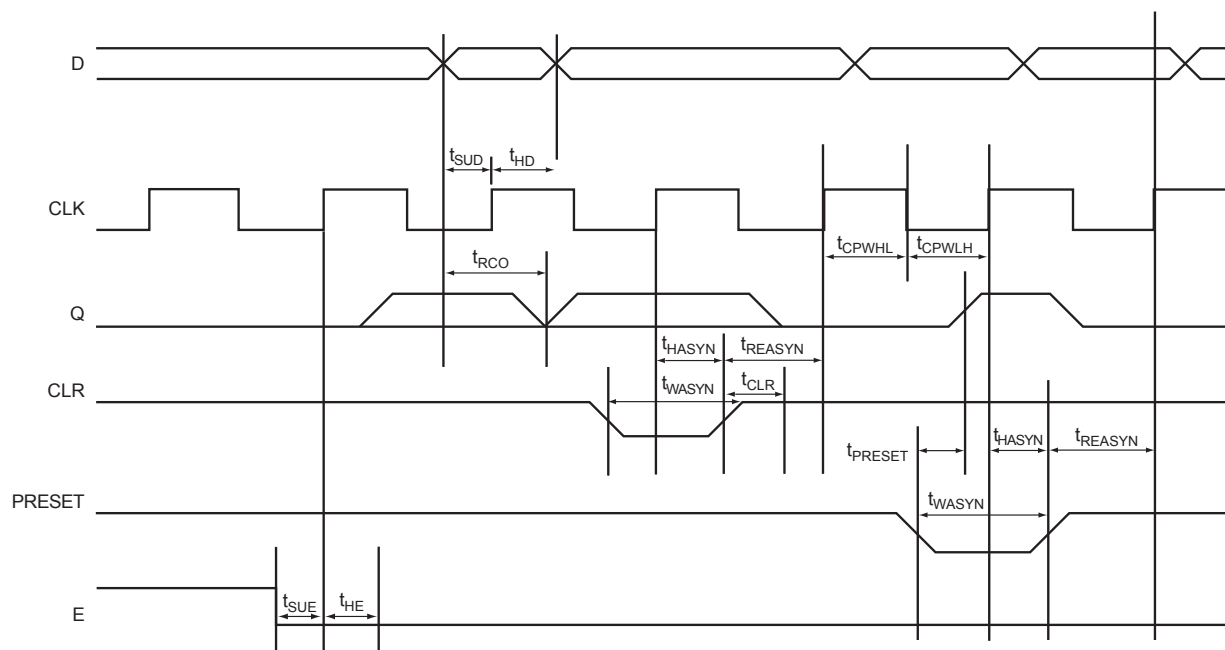 D
tSUD tHD
CLK
tCPWHL tCPWLH
tRCO
Q
tHASYN tREASYN
CLR
tWASYN tCLR
tPRESET tHASYN tREASYN
PRESET
tWASYN
tSUE tHE
E